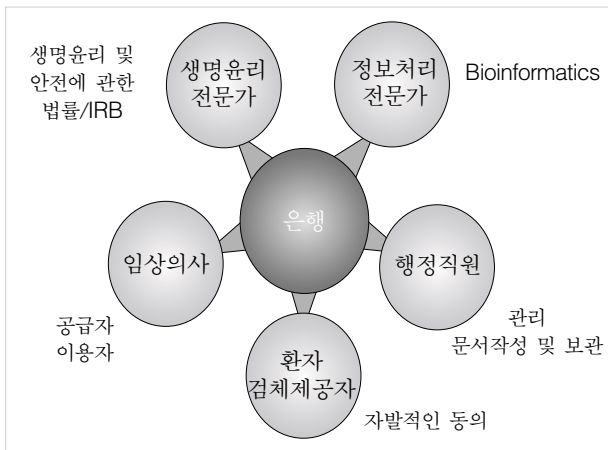 생명윤리 및
안전에 관한
법률/IRB
생명윤리
전문가
정보처리
전문가
Bioinformatics
은행
임상의사
공급자
이용자
행정직원
관리
문서작성 및 보관
환자
검체제공자
자발적인 동의